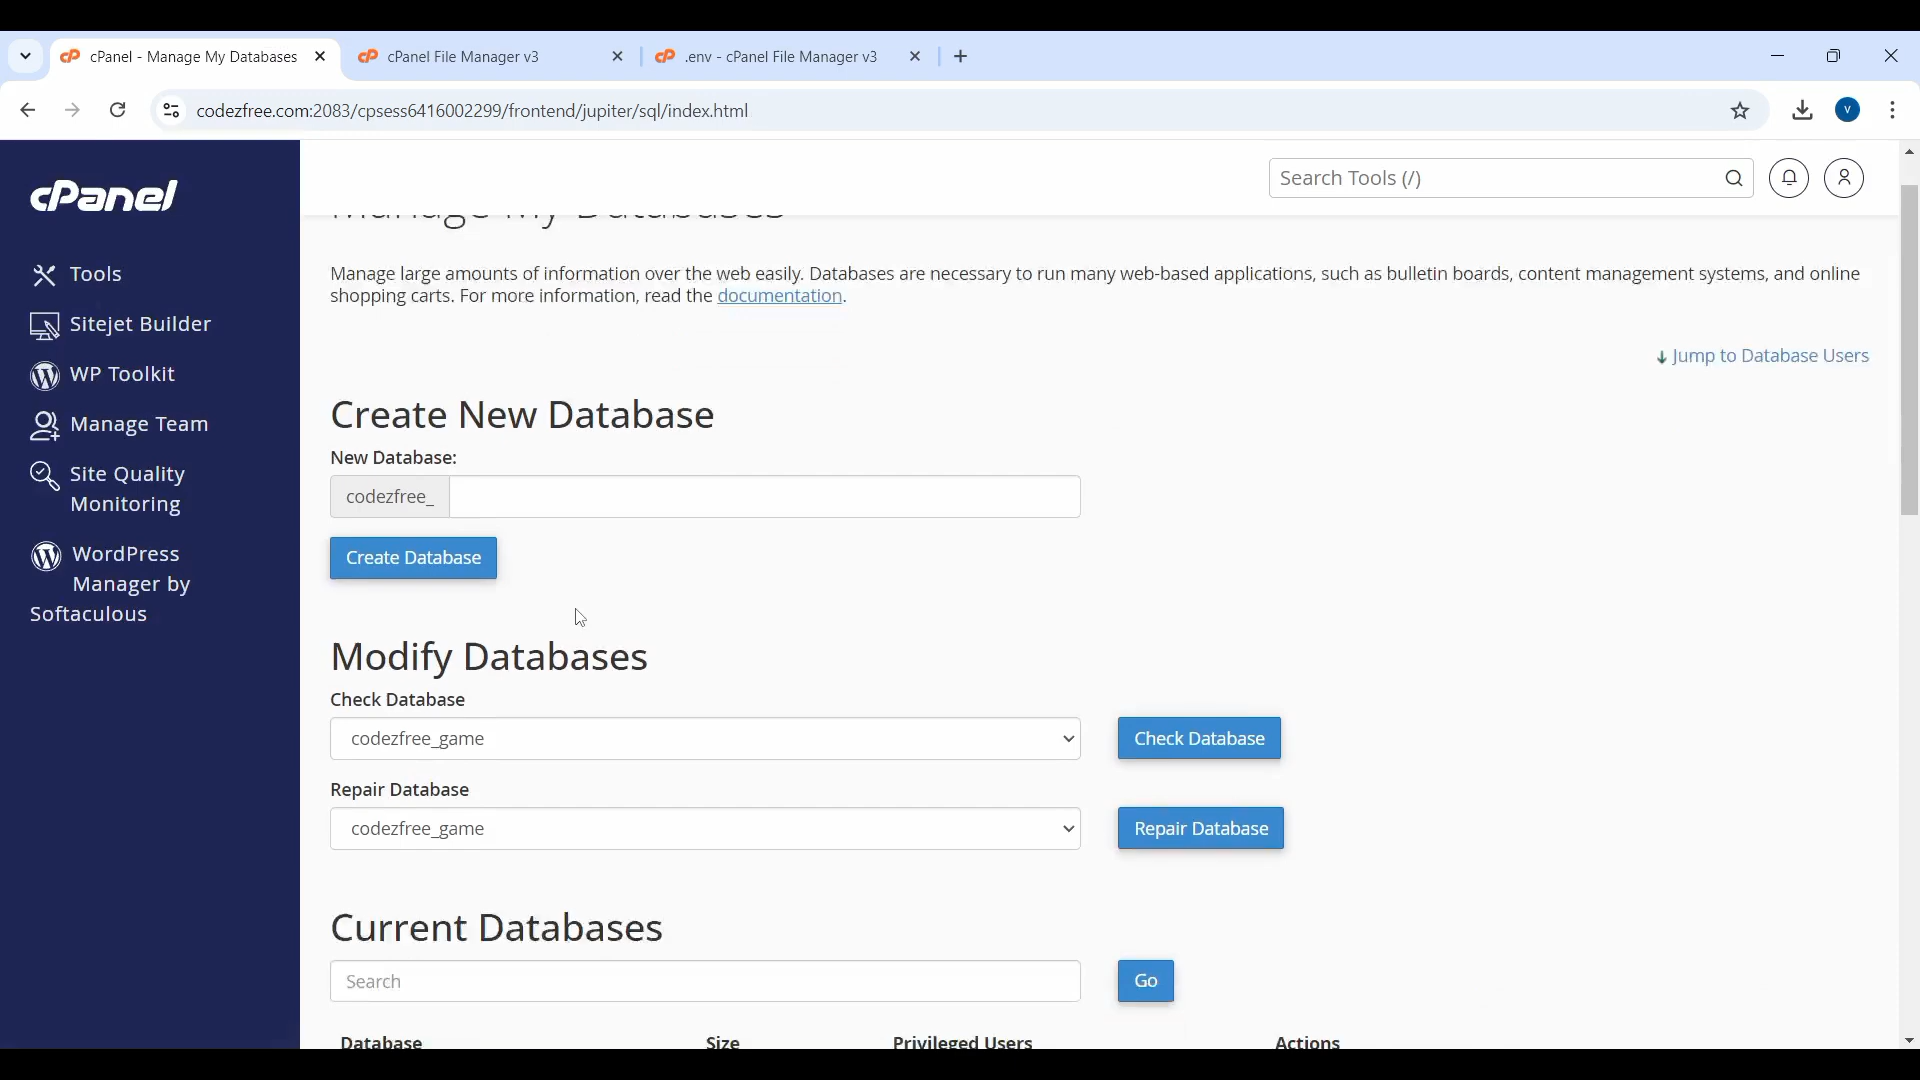 cPanel - Manage My Databases
cPanel File Manager v3
.env - cPanel File Manager v3
codezfree.com:2083/cpsess6416002299/frontend/jupiter/sql/index.html
V
cPanel
Search Tools (/)
Tools
Sitejet Builder
WP Toolkit
Manage Team
Site Quality
Monitoring
WordPress
Manager by
Softaculous
Manage My Databases
Manage large amounts of information over the web easily. Databases are necessary to run many web-based applications, such as bulletin boards, content management systems, and online
shopping carts. For more information, read the documentation.
Jump to Database Users
Create New Database
New Database:
codezfree_
Create Database
Modify Databases
Check Database
codezfree_game
Check Database
Repair Database
codezfree_game
Repair Database
Current Databases
Search
Go
Database Size Privileged Users Actions